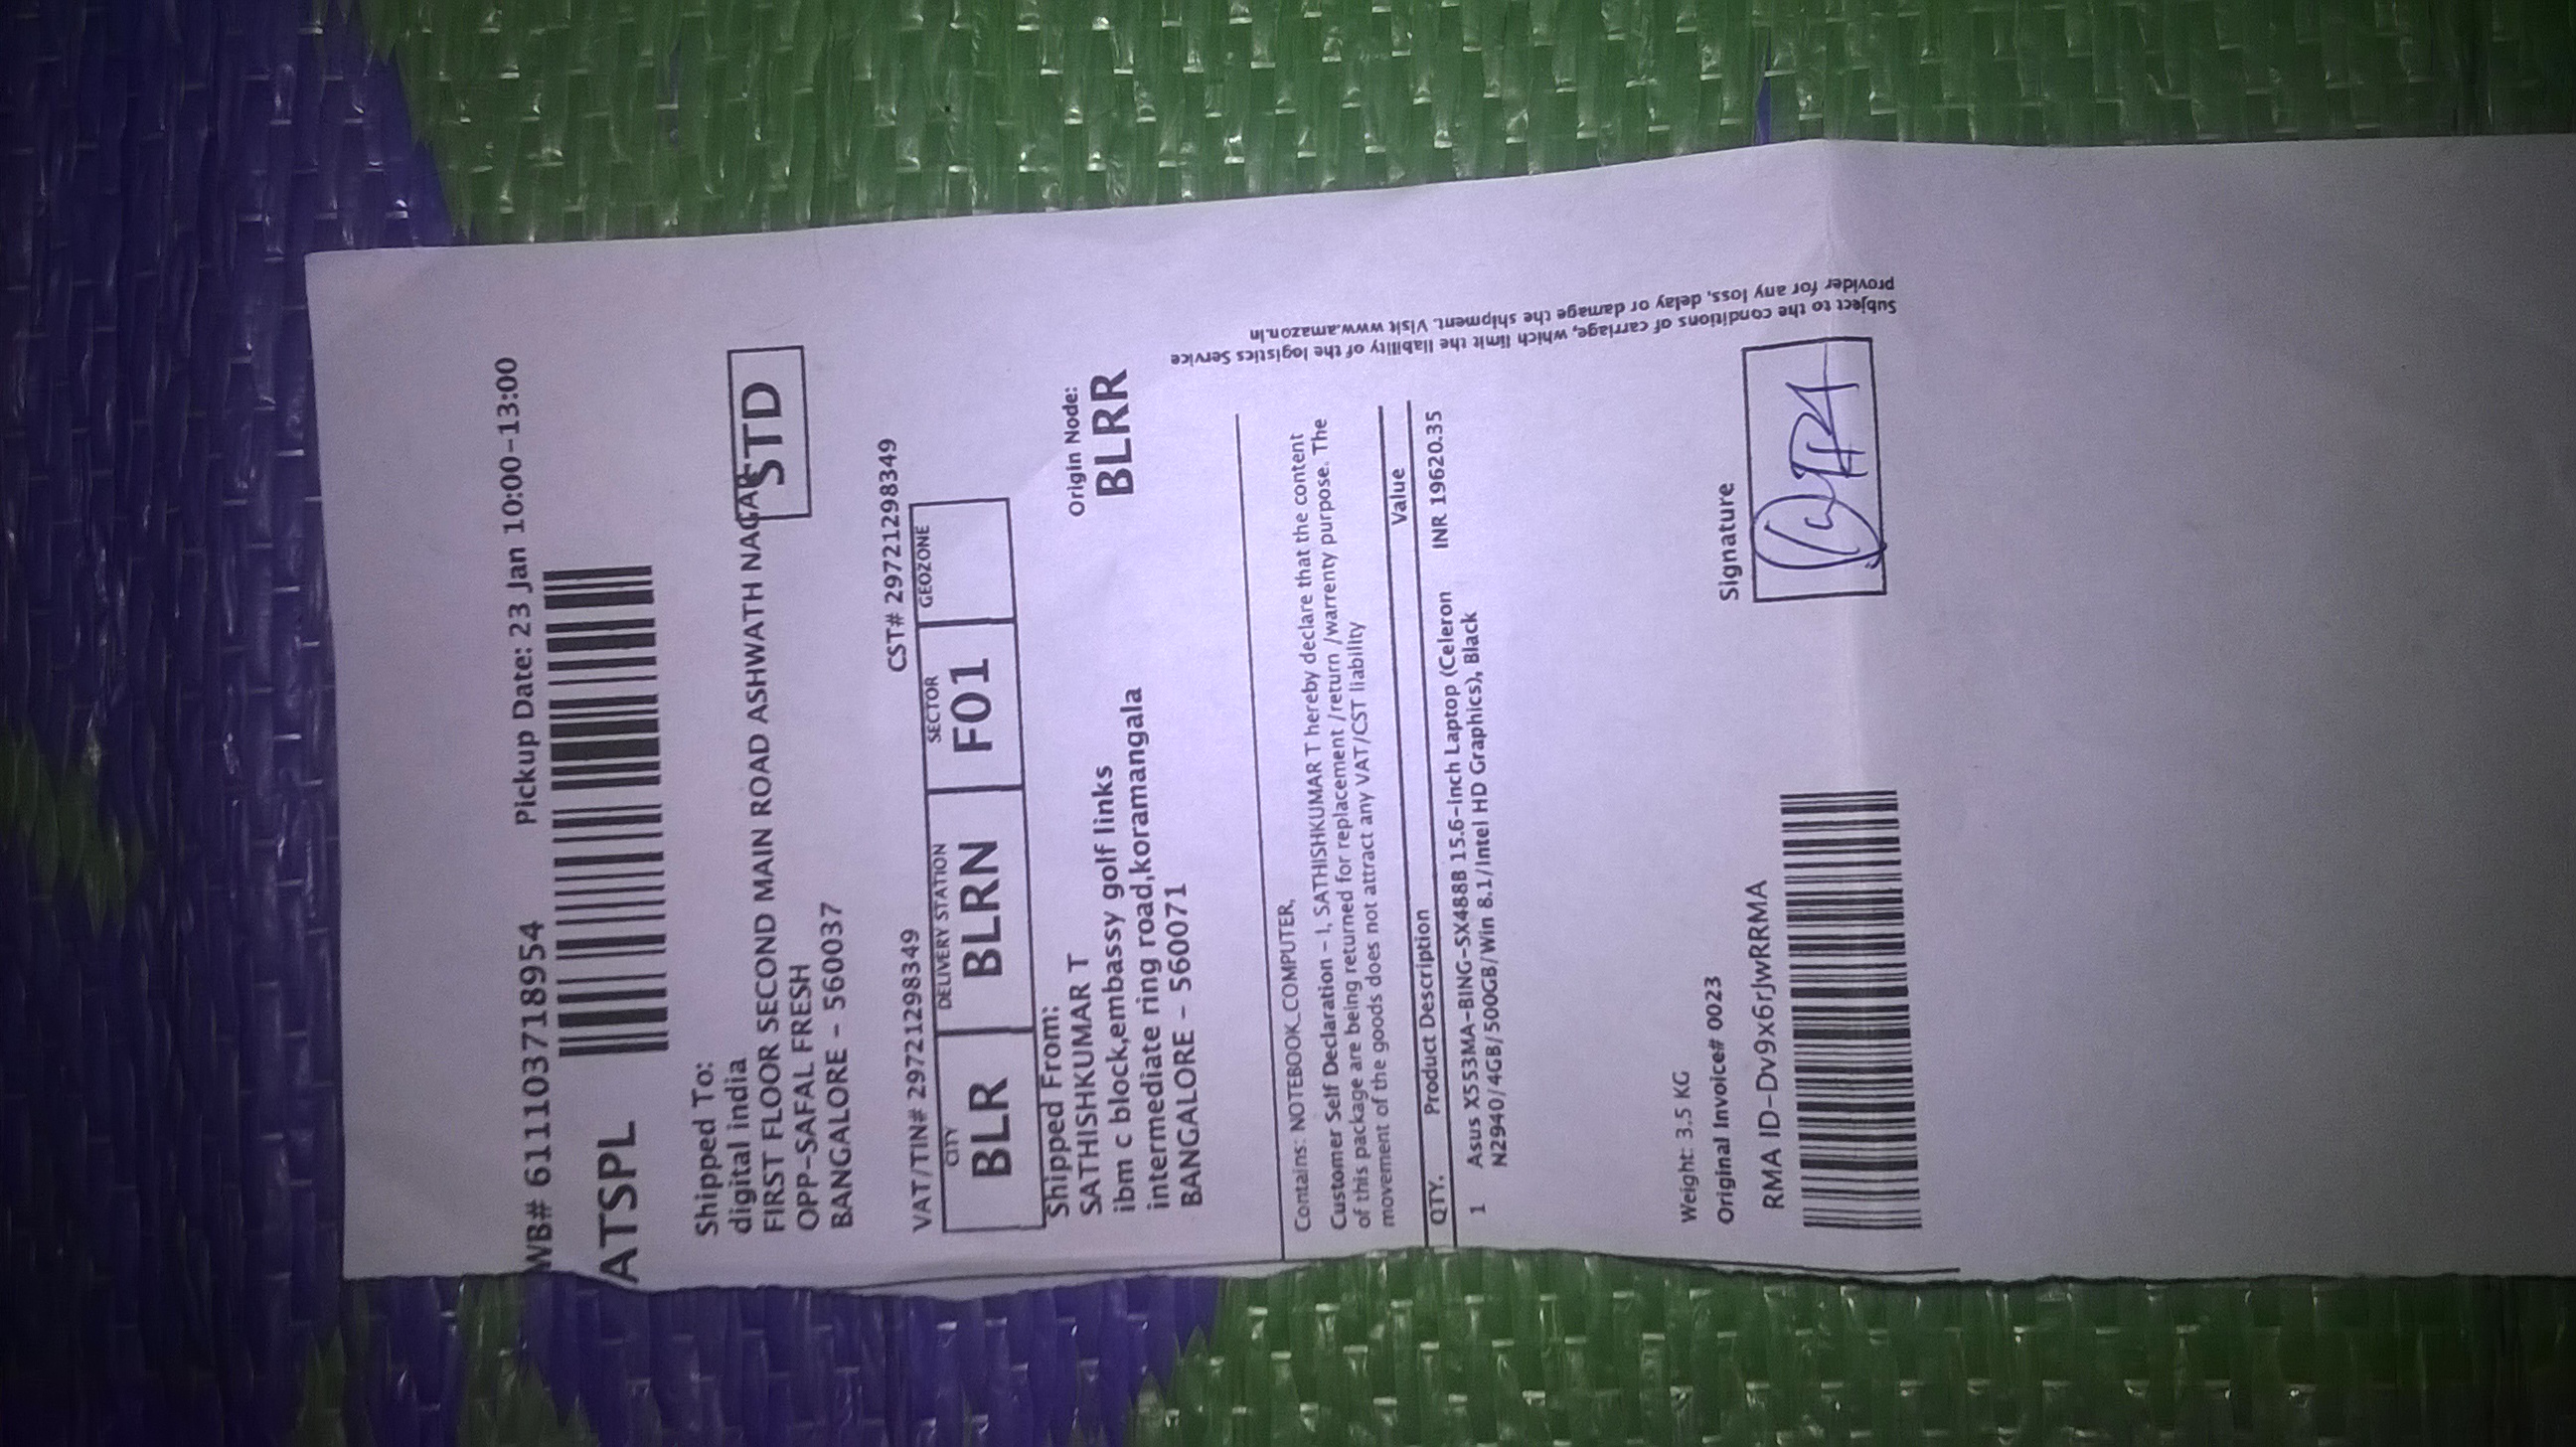 WB# 611103718954 Pickup Date: 23 Jan 10:00-13:00
ATSPL
Shipped To:
digital india
FIRST FLOOR SECOND MAIN ROAD ASHWATH NAGAR
STD
OPP-SAFAL FRESH
BANGALORE - 560037
VAT/TIN# 29721298349 CST# 29721298349
CITY DELIVERY STATION SECTOR GEOZONE
BLR BLRN F01
Shipped From:
SATHISHKUMAR T
ibm c block,embassy golf links
intermediate ring road,koramangala
BANGALORE - 560071
Origin Node:
BLRR
Contains: NOTEBOOK_COMPUTER,
Customer Self Declaration - I, SATHISHKUMAR T hereby declare that the content
of this package are being returned for replacement /return /warrenty purpose. The
movement of the goods does not attract any VAT/CST liability
QTY. Product Description Value
1 Asus X553MA-BING-SX488B 15.6-inch Laptop (Celeron INR 19620.35
N2940/4GB/500GB/Win 8.1/Intel HD Graphics), Black
Weight: 3.5 KG
Original Invoice# 0023
Signature
RMA ID-Dv9x6rJwRRMA
Subject to the conditions of carriage, which limit the liability of the logistics Service
provider for any loss, delay or damage the shipment. Visit www.amazon.in